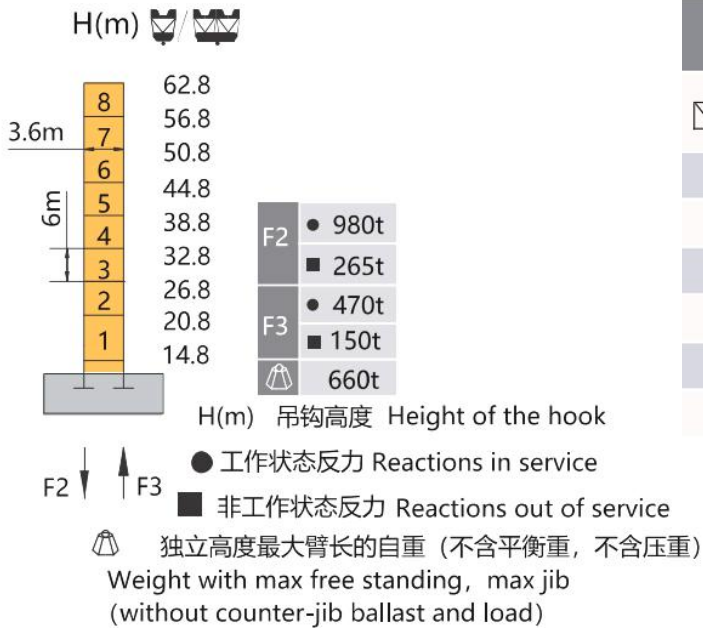 H(m)
62.8
8
56.8
3.6m
7
50.8
6
44.8
6m
5
38.8
4
32.8
3
26.8
2
20.8
1
14.8
F2 ● 980t
■ 265t
F3 ● 470t
■ 150t
660t
H(m) 吊钩高度 Height of the hook
● 工作状态反力 Reactions in service
F2 F3
■ 非工作状态反力 Reactions out of service
独立高度最大臂长的自重（不含平衡重，不含压重）
Weight with max free standing, max jib
(without counter-jib ballast and load)